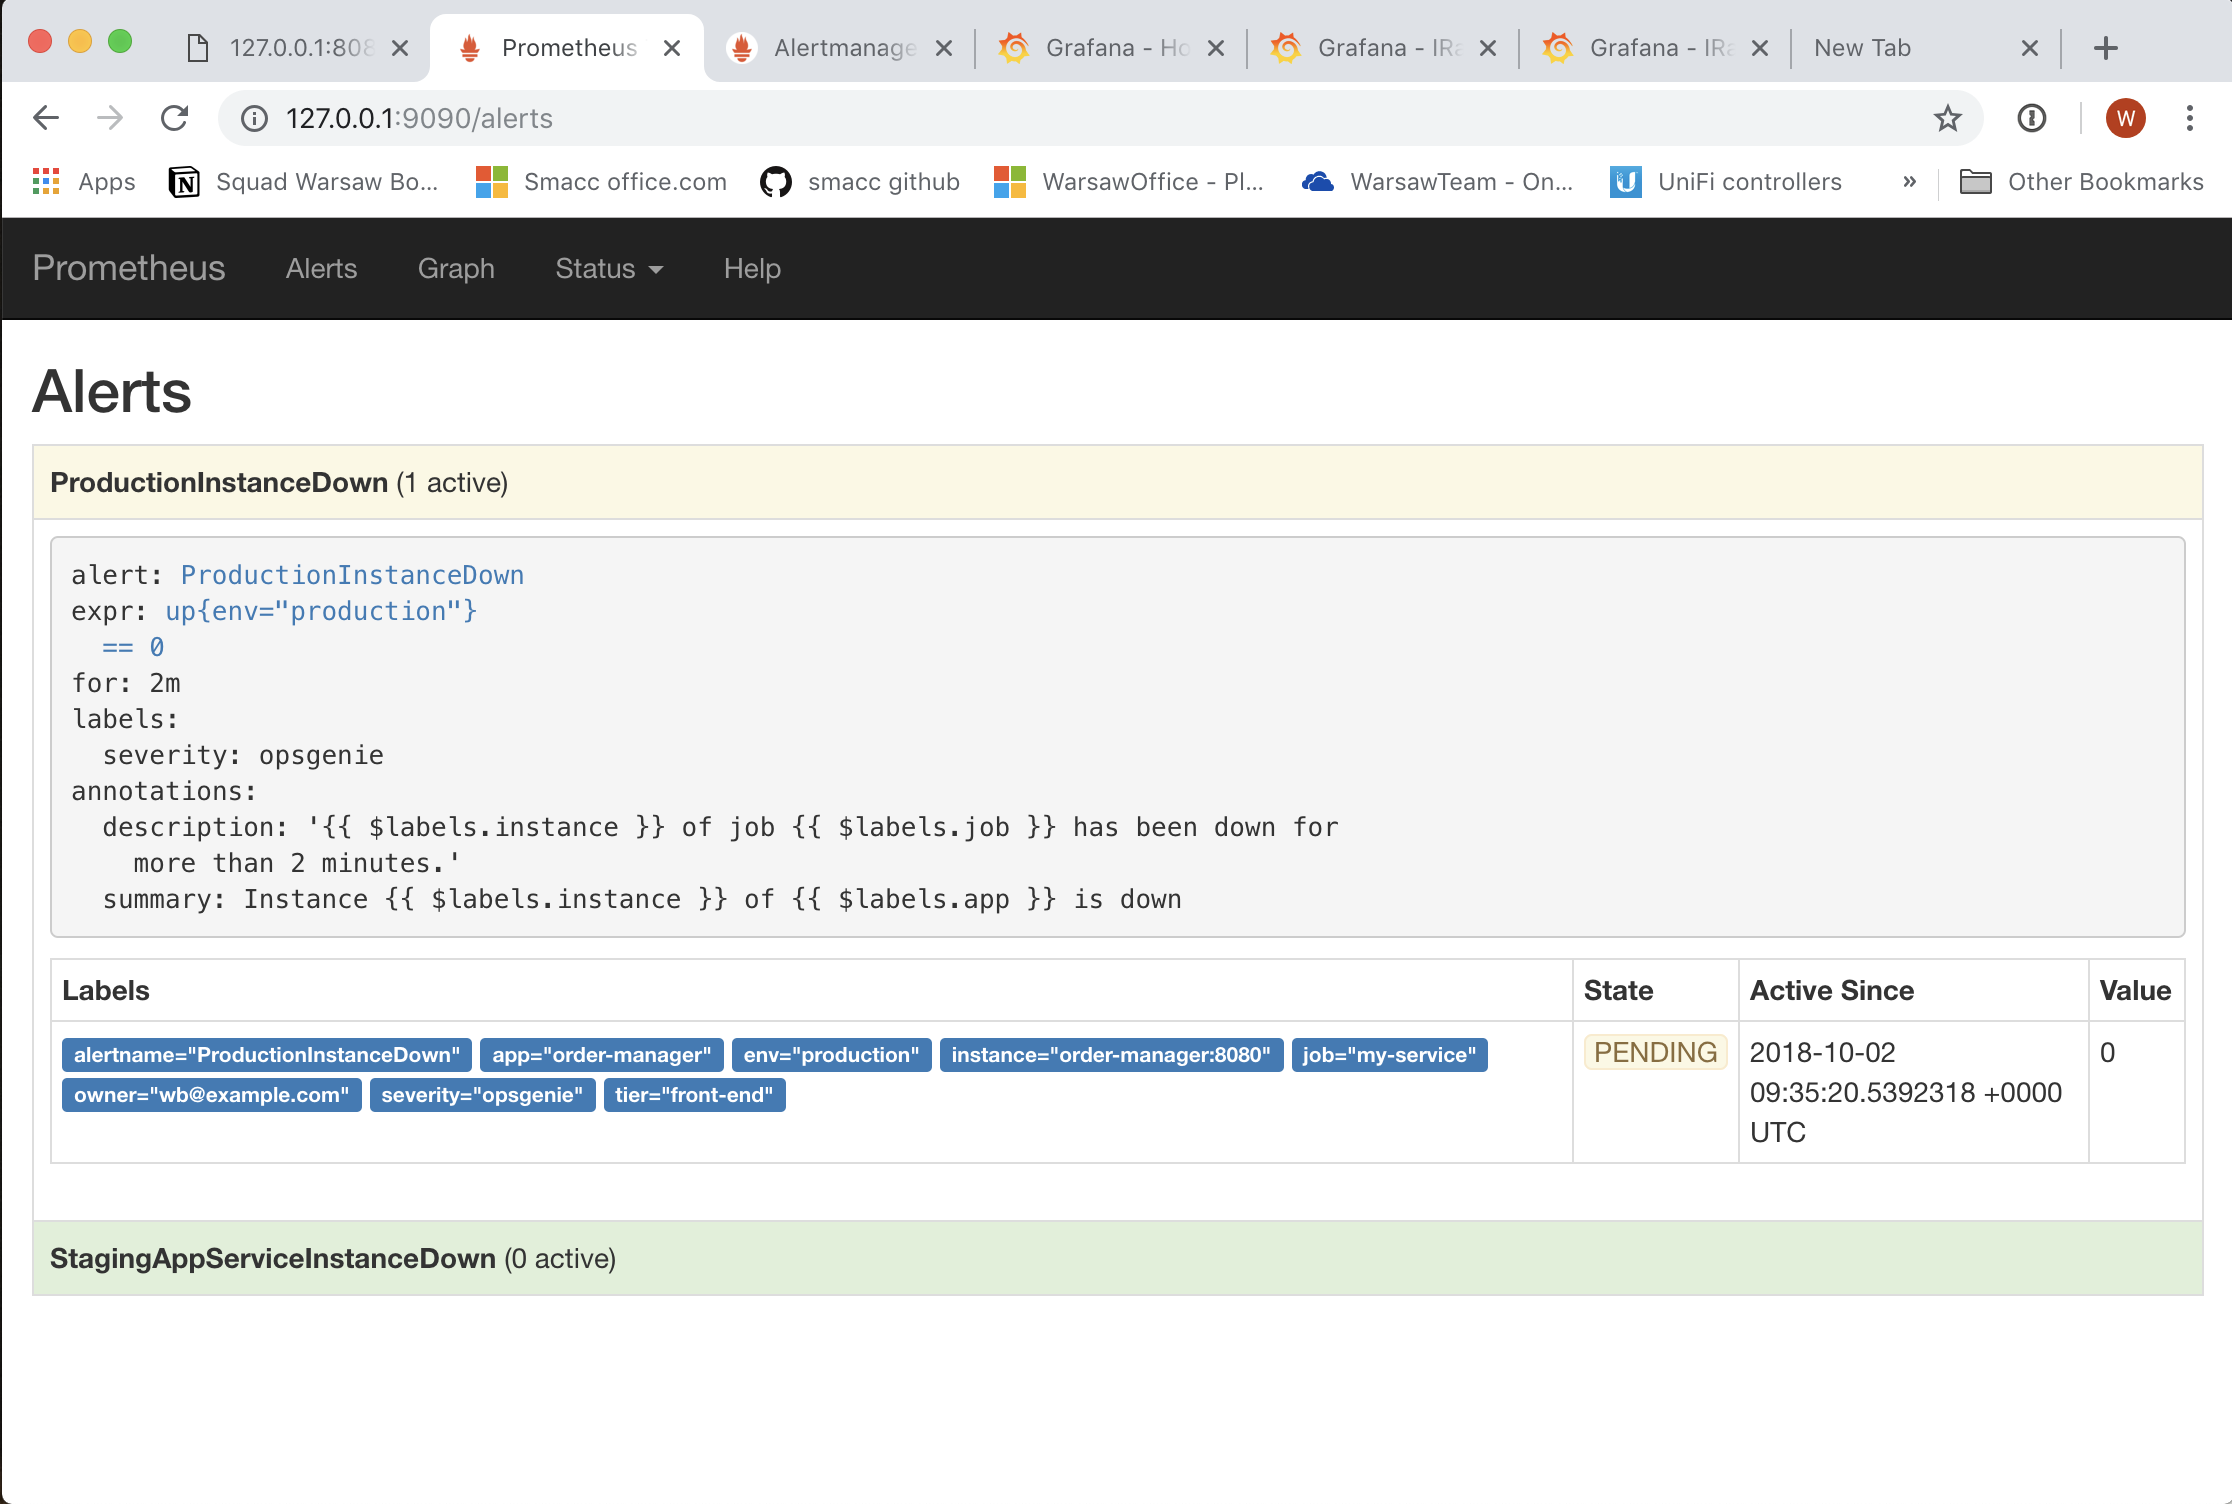 127.0.0.1:808
Prometheus
Alertmanage
Grafana - Ho
Grafana - IRa
Grafana - IRa
New Tab
127.0.0.1:9090/alerts
W
Apps
Squad Warsaw Bo...
Smacc office.com
smacc github
WarsawOffice - Pl...
WarsawTeam - On...
UniFi controllers
»
Other Bookmarks
Prometheus
Alerts
Graph
Status
Help
Alerts
ProductionInstanceDown (1 active)
alert: ProductionInstanceDown
expr: up{env="production"}
== 0
for: 2m
labels:
severity: opsgenie
annotations:
description: '{{ $labels.instance }} of job {{ $labels.job }} has been down for
more than 2 minutes.'
summary: Instance {{ $labels.instance }} of {{ $labels.app }} is down
Labels
State
Active Since
Value
alertname="ProductionInstanceDown" app="order-manager" env="production" instance="order-manager:8080" job="my-service"
owner="wb@example.com" severity="opsgenie" tier="front-end"
PENDING
2018-10-02
09:35:20.5392318 +0000
UTC
0
StagingAppServiceInstanceDown (0 active)